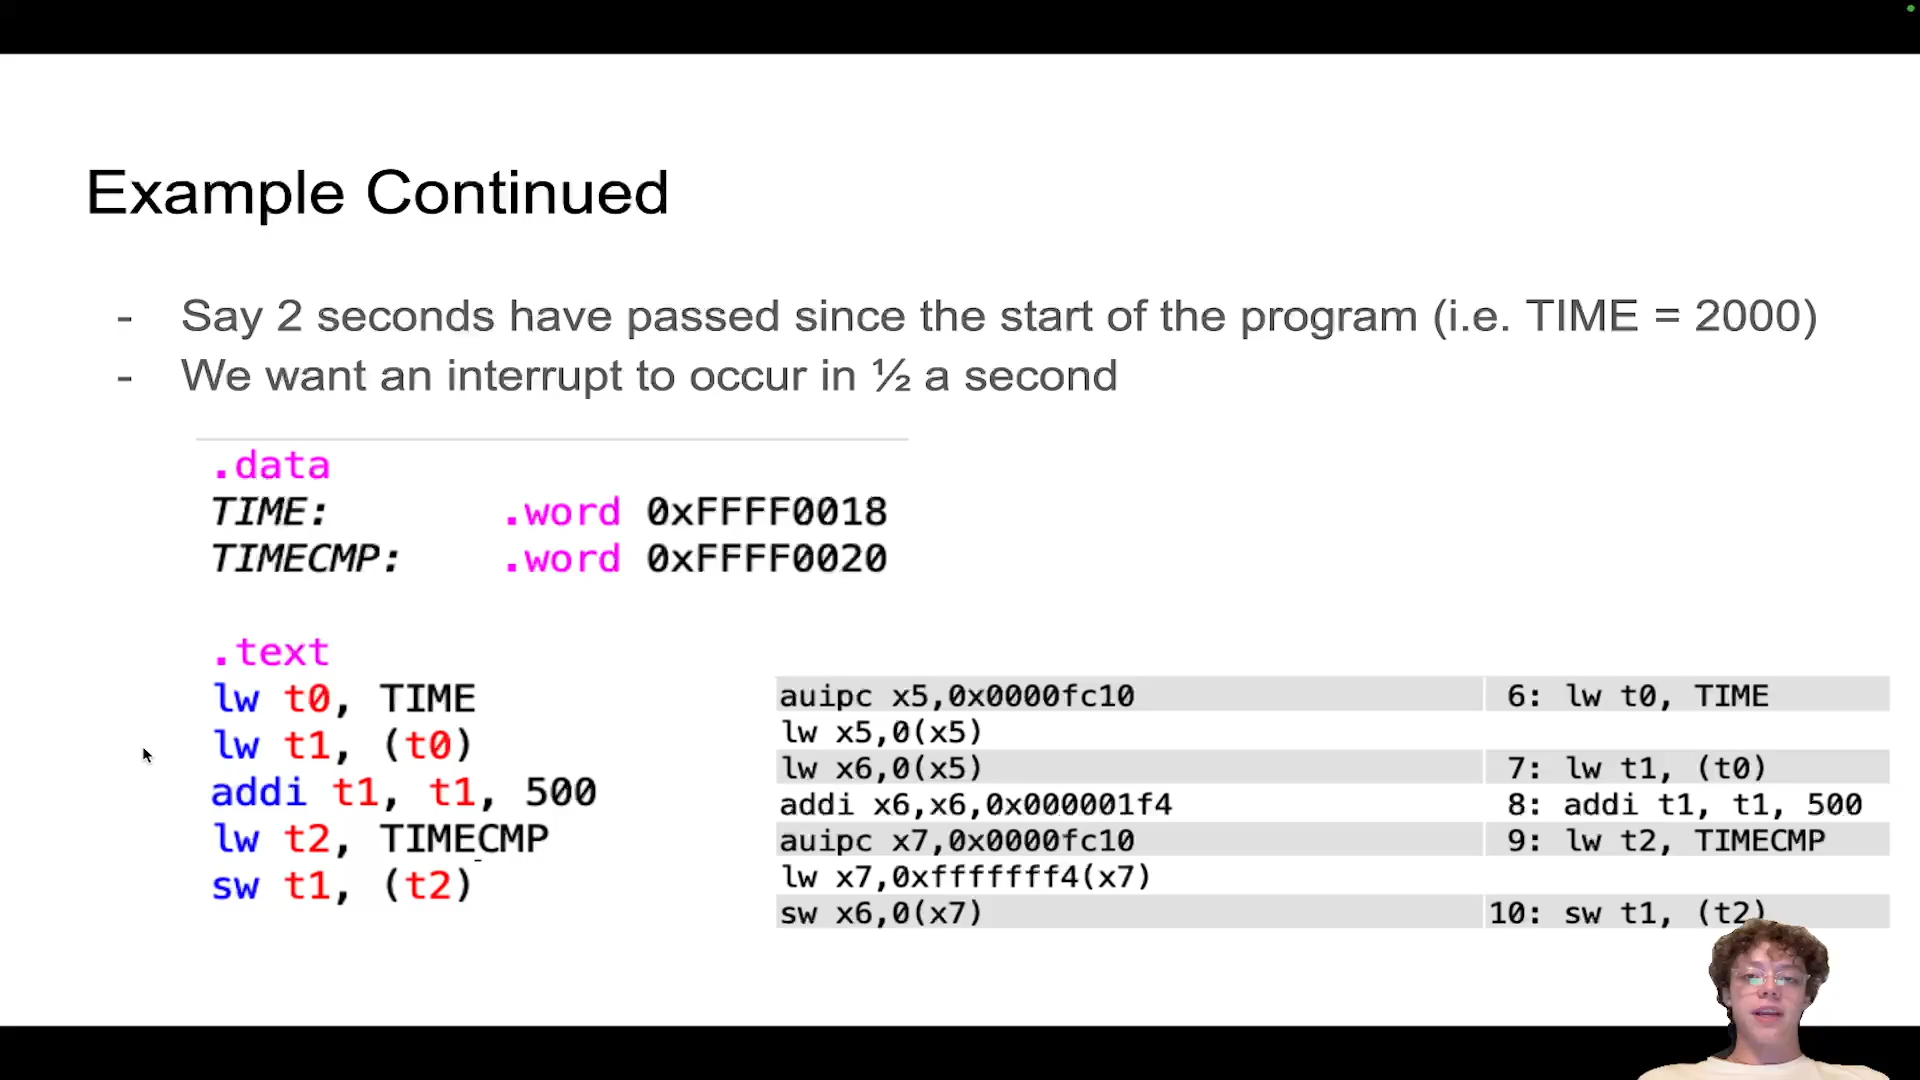 Example Continued
- Say 2 seconds have passed since the start of the program (i.e. TIME = 2000)
- We want an interrupt to occur in ½ a second
.data
TIME: .word 0xFFFF0018
TIMECMP: .word 0xFFFF0020
.text
lw t0, TIME
lw t1, (t0)
addi t1, t1, 500
lw t2, TIMECMP
sw t1, (t2)
auipc x5,0x0000fc10 6: lw t0, TIME
lw x5,0(x5)
lw x6,0(x5) 7: lw t1, (t0)
addi x6,x6,0x000001f4 8: addi t1, t1, 500
auipc x7,0x0000fc10 9: lw t2, TIMECMP
lw x7,0xfffffff4(x7)
sw x6,0(x7) 10: sw t1, (t2)